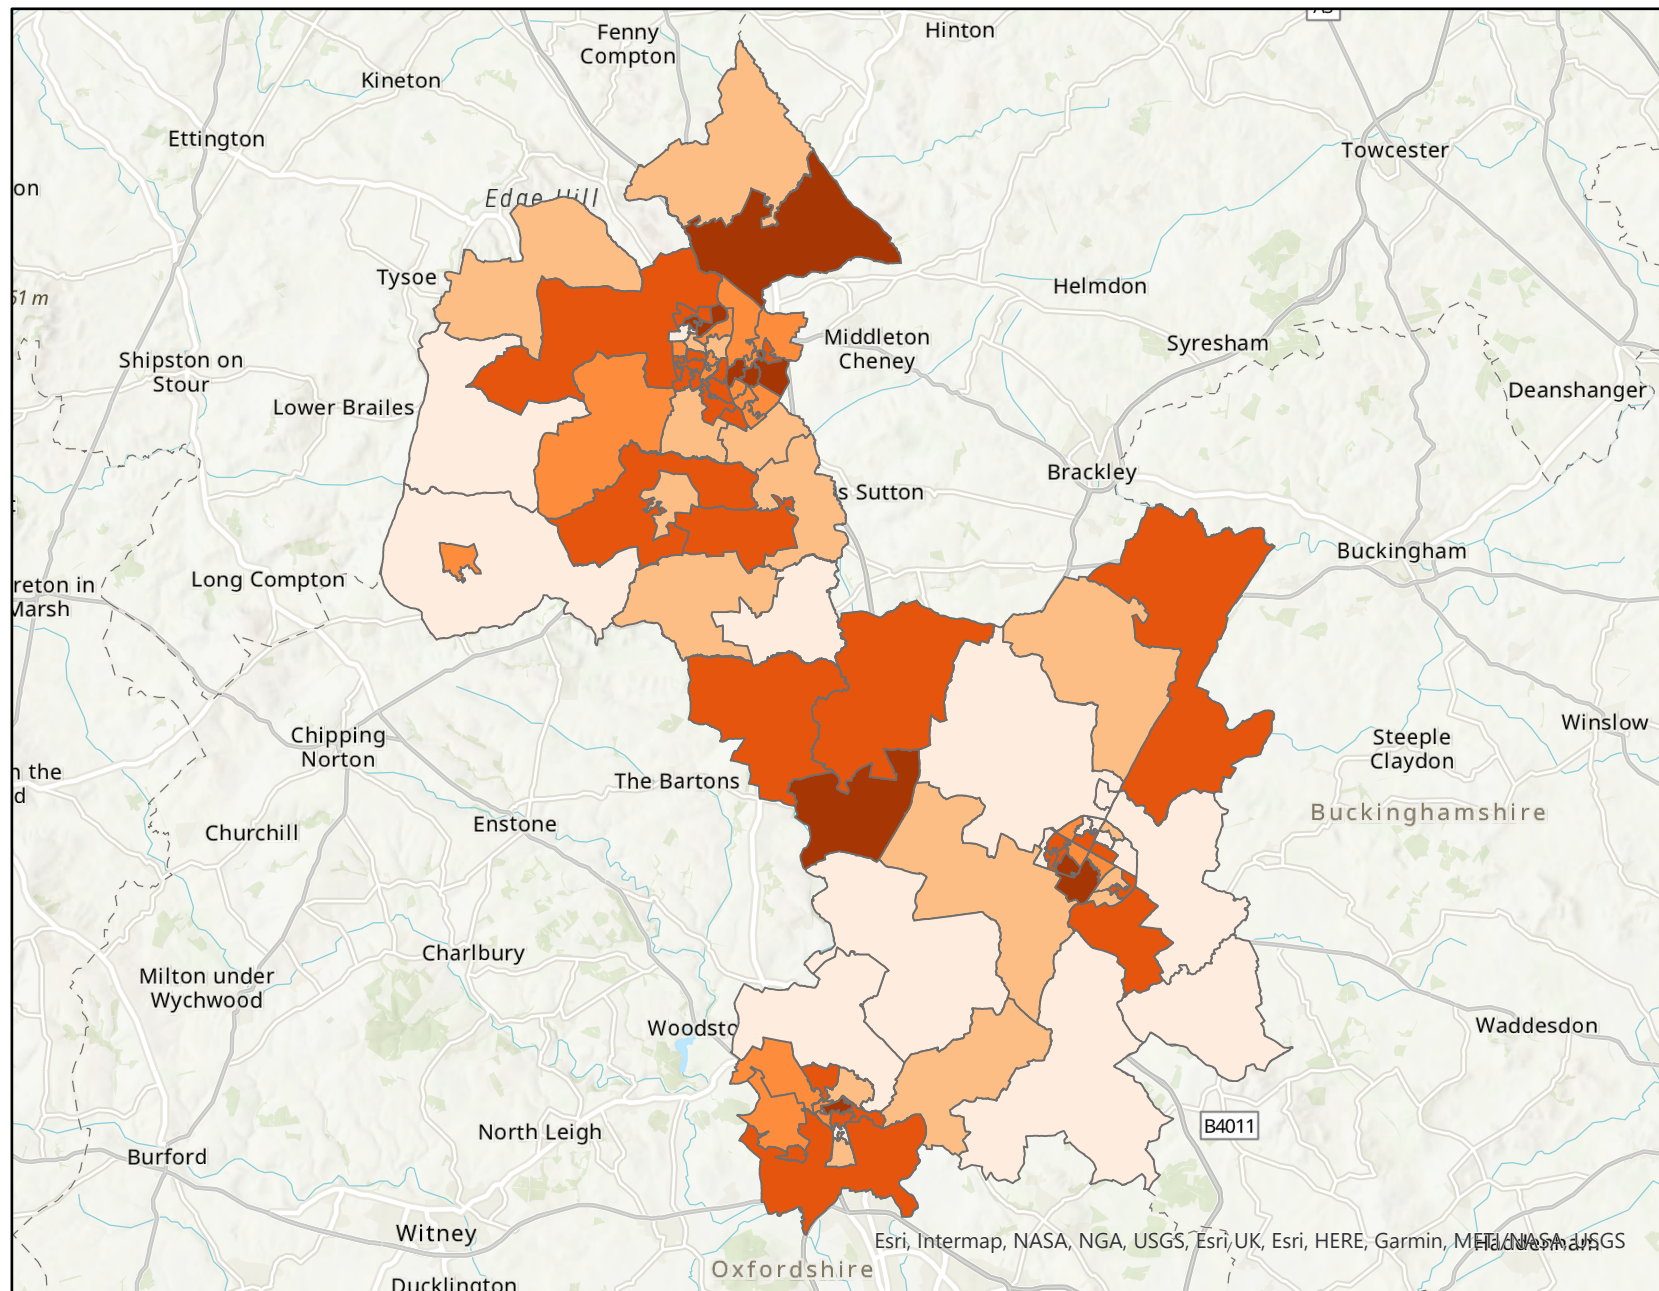 A5
Fenny
Compton
Hinton
Kineton
Ettington
Towcester
on
Edge Hill
Tysoe
51 m
Helmdon
Middleton
Cheney
Syresham
Shipston on
Stour
Deanshanger
Lower Brailes
Brackley
s Sutton
Buckingham
Long Compton
reton in
Marsh
Winslow
Steeple
Claydon
Chipping
Norton
The Bartons
n the
d
Buckinghamshire
Churchill
Enstone
Charlbury
Milton under
Wychwood
Woodsto
Waddesdon
B4011
North Leigh
Burford
Witney
Esri, Intermap, NASA, NGA, USGS, Esri UK, Esri, HERE, Garmin, METI/NASA, USGS
Haddenham
Oxfordshire
Ducklington